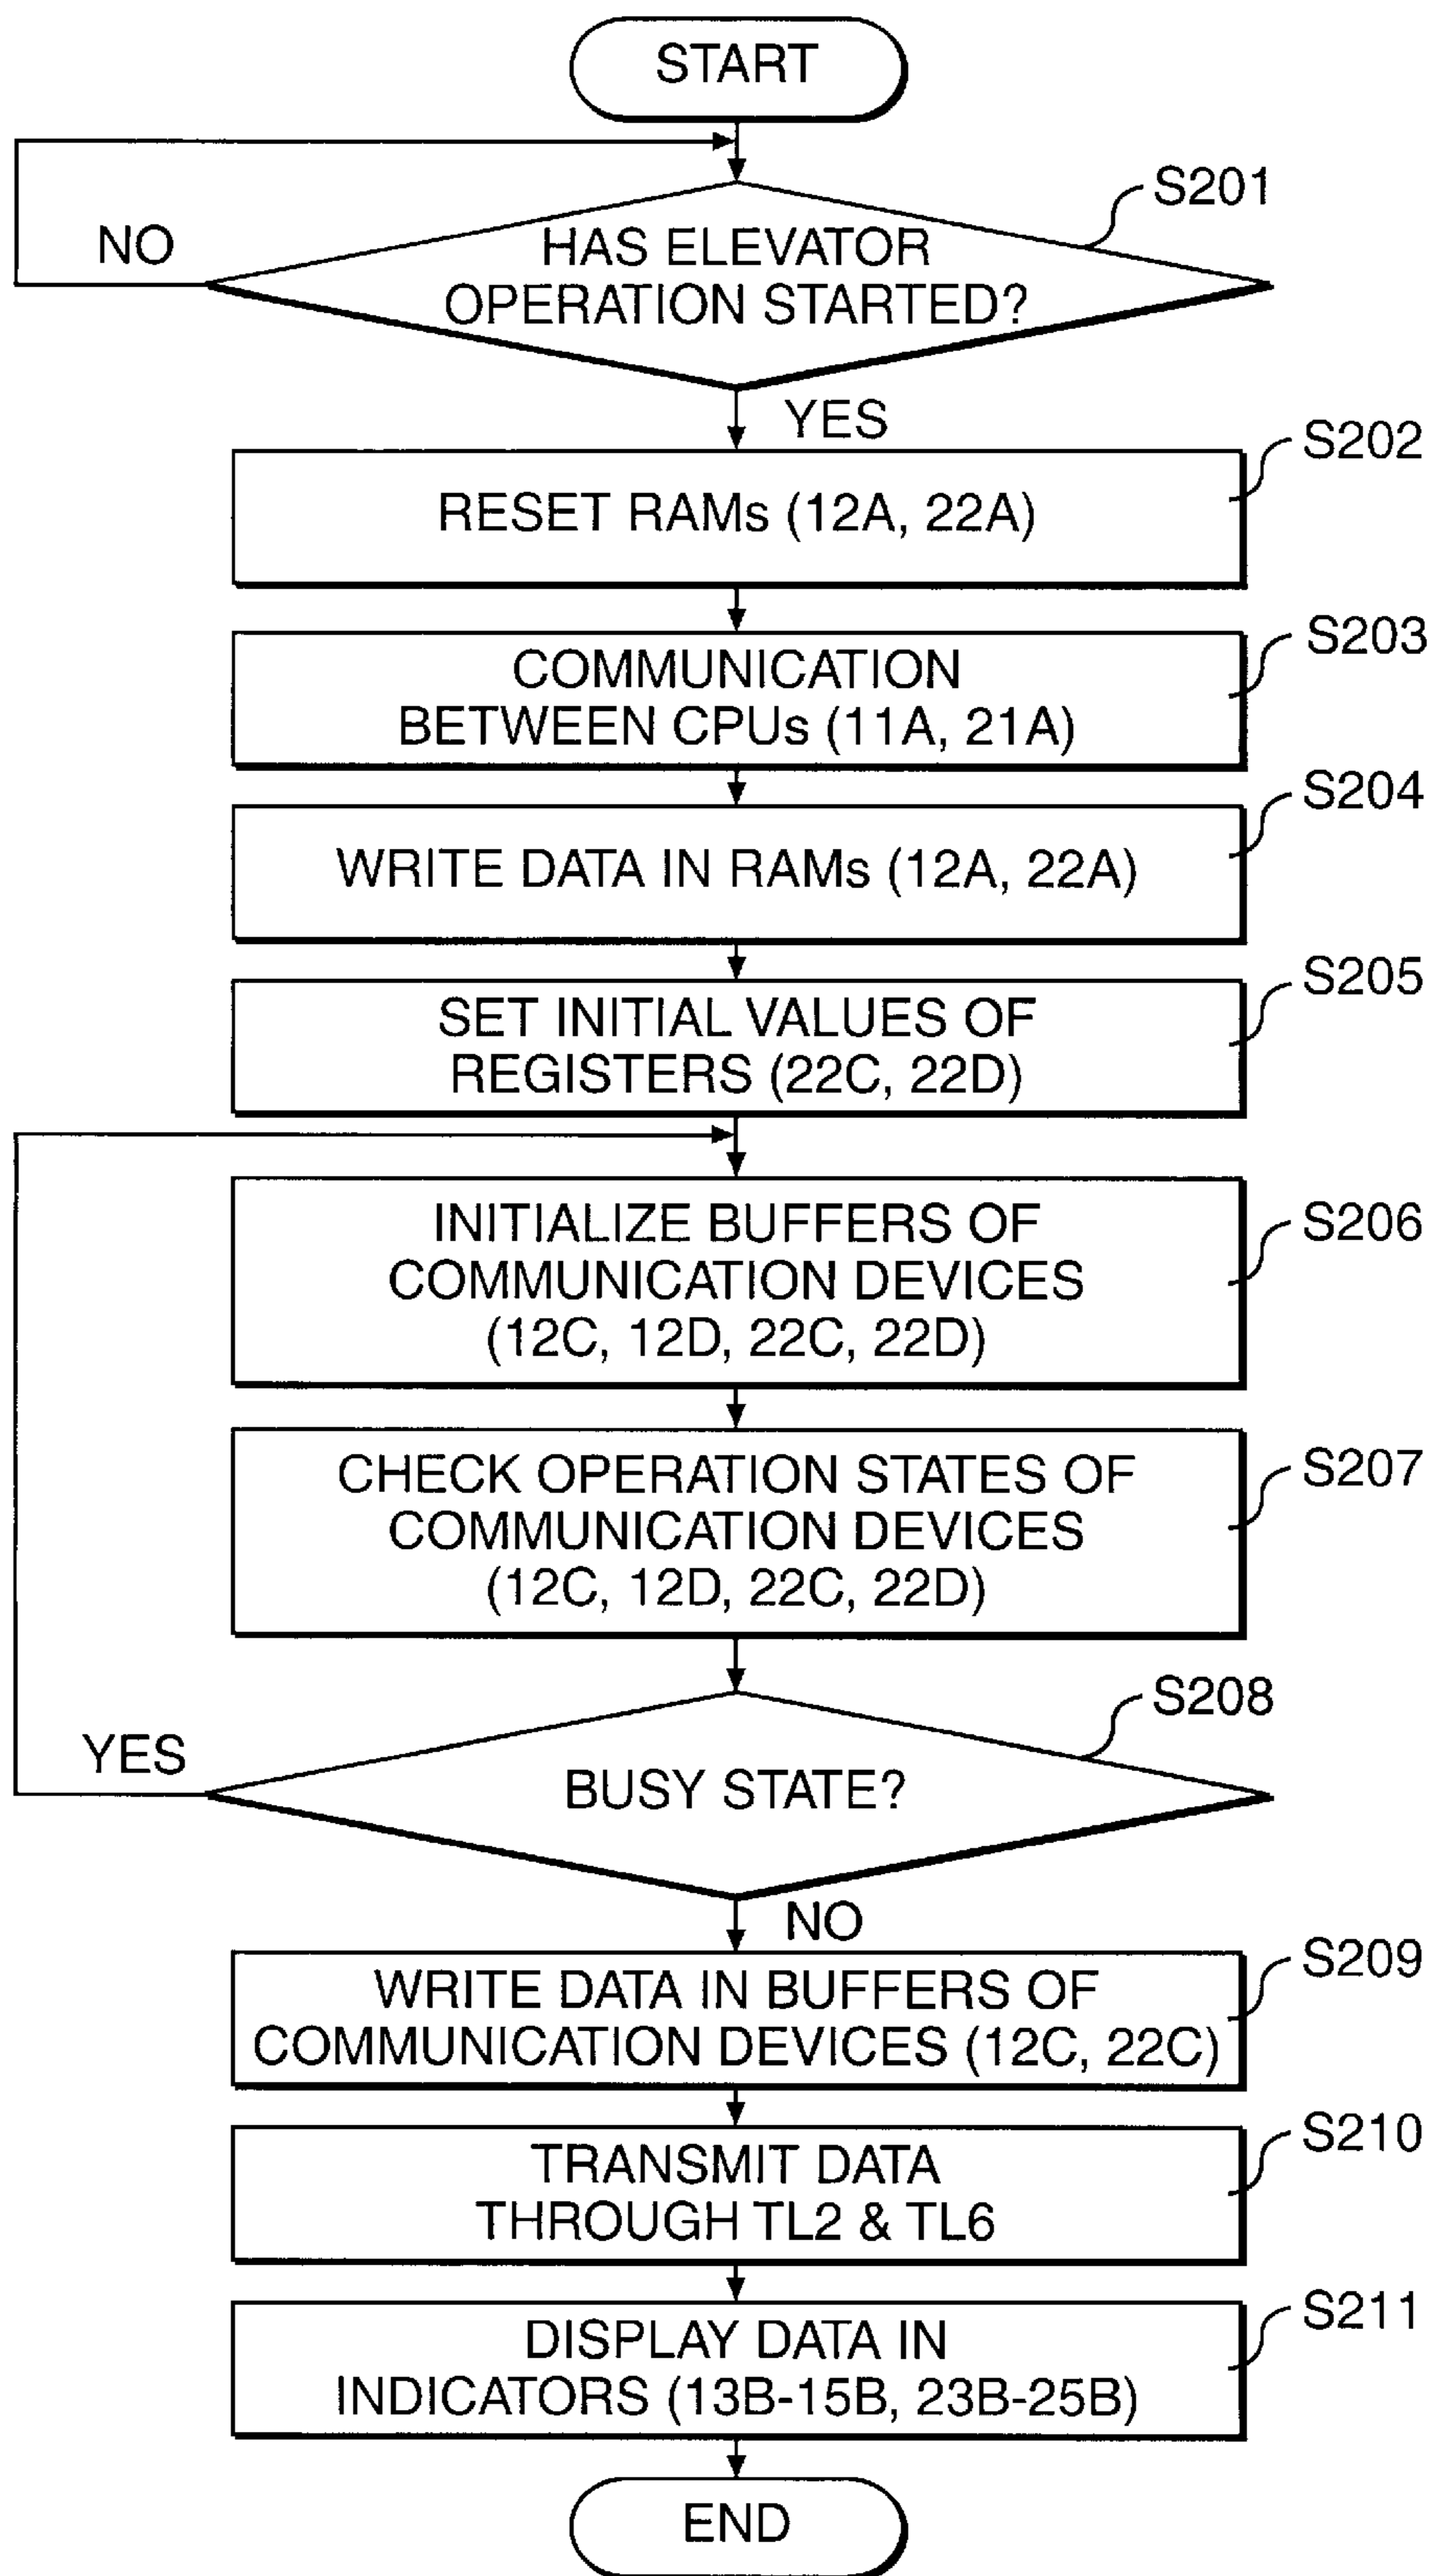 START
S201
NO
HAS ELEVATOR
OPERATION STARTED?
YES
S202
RESET RAMs (12A, 22A)
S203
COMMUNICATION
BETWEEN CPUs (11A, 21A)
S204
WRITE DATA IN RAMs (12A, 22A)
S205
SET INITIAL VALUES OF
REGISTERS (22C, 22D)
S206
INITIALIZE BUFFERS OF
COMMUNICATION DEVICES
(12C, 12D, 22C, 22D)
S207
CHECK OPERATION STATES OF
COMMUNICATION DEVICES
(12C, 12D, 22C, 22D)
S208
YES
BUSY STATE?
NO
S209
WRITE DATA IN BUFFERS OF
COMMUNICATION DEVICES (12C, 22C)
S210
TRANSMIT DATA
THROUGH TL2 & TL6
S211
DISPLAY DATA IN
INDICATORS (13B-15B, 23B-25B)
END